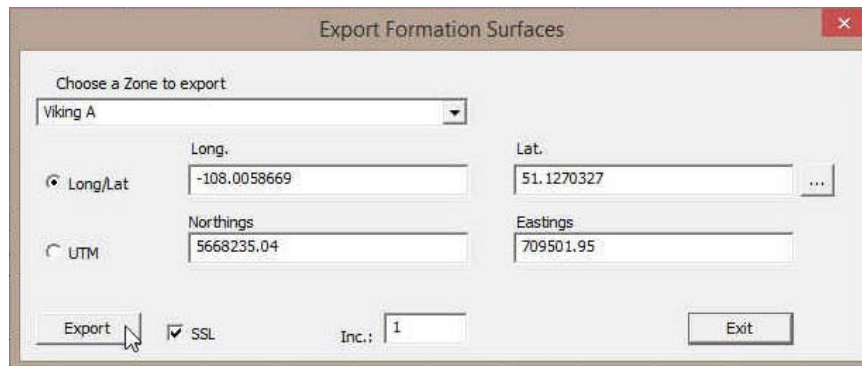 Export Formation Surfaces
Choose a Zone to export
Viking A
Long.
Lat.
Long/Lat
-108.0058669
51.1270327
...
Northings
Eastings
UTM
5668235.04
709501.95
Export
SSL
Inc.:
1
Exit